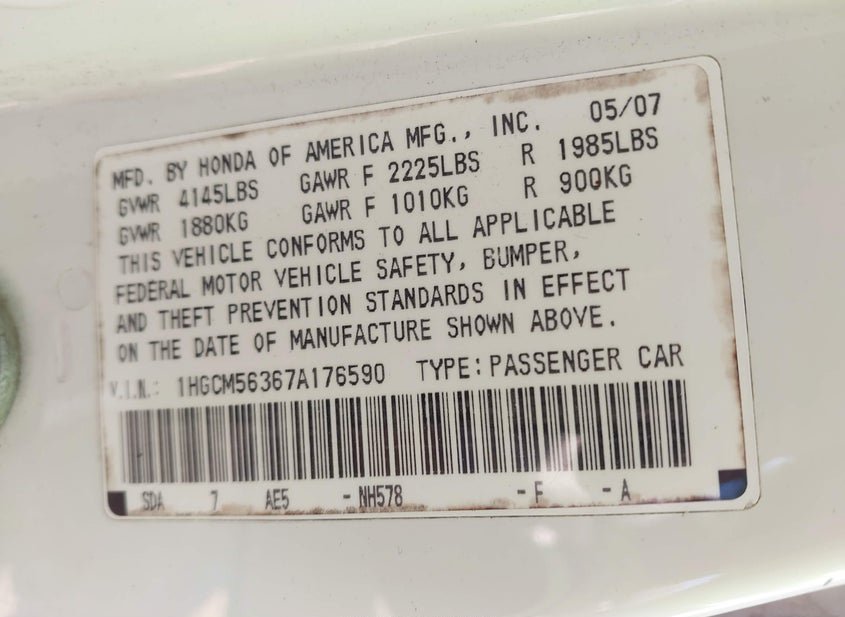 MFD. BY HONDA OF AMERICA MFG., INC. 05/07
GVWR 4145LBS GAWR F 2225LBS R 1985LBS
GVWR 1880KG GAWR F 1010KG R 900KG
THIS VEHICLE CONFORMS TO ALL APPLICABLE
FEDERAL MOTOR VEHICLE SAFETY, BUMPER,
AND THEFT PREVENTION STANDARDS IN EFFECT
ON THE DATE OF MANUFACTURE SHOWN ABOVE.
V.I.N.: 1HGCM56367A176590 TYPE: PASSENGER CAR
SDA 7 AE5 - NH578 - F - A